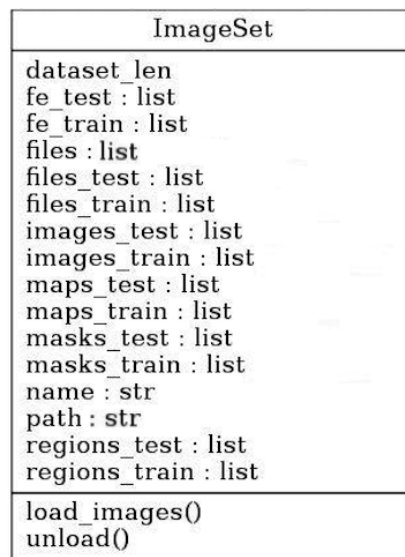 ImageSet
dataset_len
fe_test : list
fe_train : list
files : list
files_test : list
files_train : list
images_test : list
images_train : list
maps_test : list
maps_train : list
masks_test : list
masks_train : list
name : str
path : str
regions_test : list
regions_train : list
load_images()
unload()